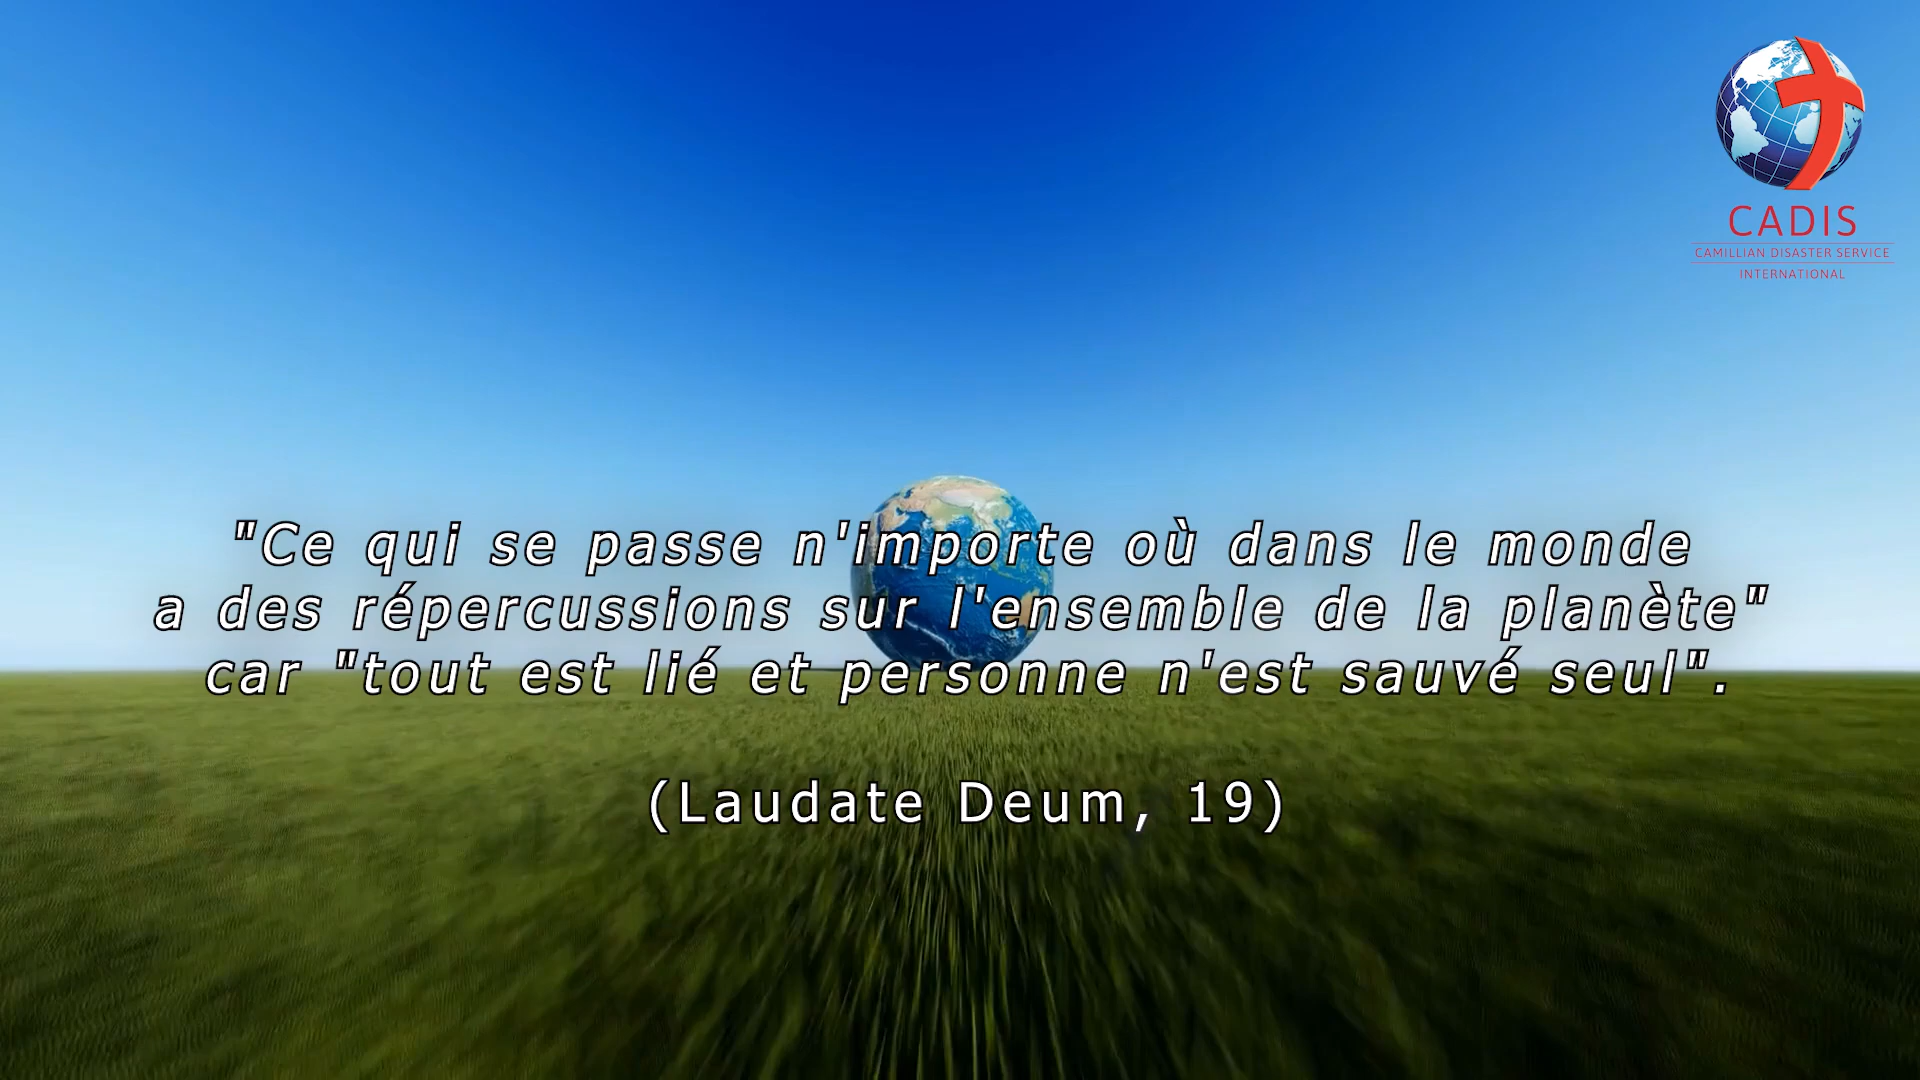 CADIS
CAMILLIAN DISASTER SERVICE
INTERNATIONAL
"Ce qui se passe n'importe où dans le monde
a des répercussions sur l'ensemble de la planète"
car "tout est lié et personne n'est sauvé seul".
(Laudate Deum, 19)